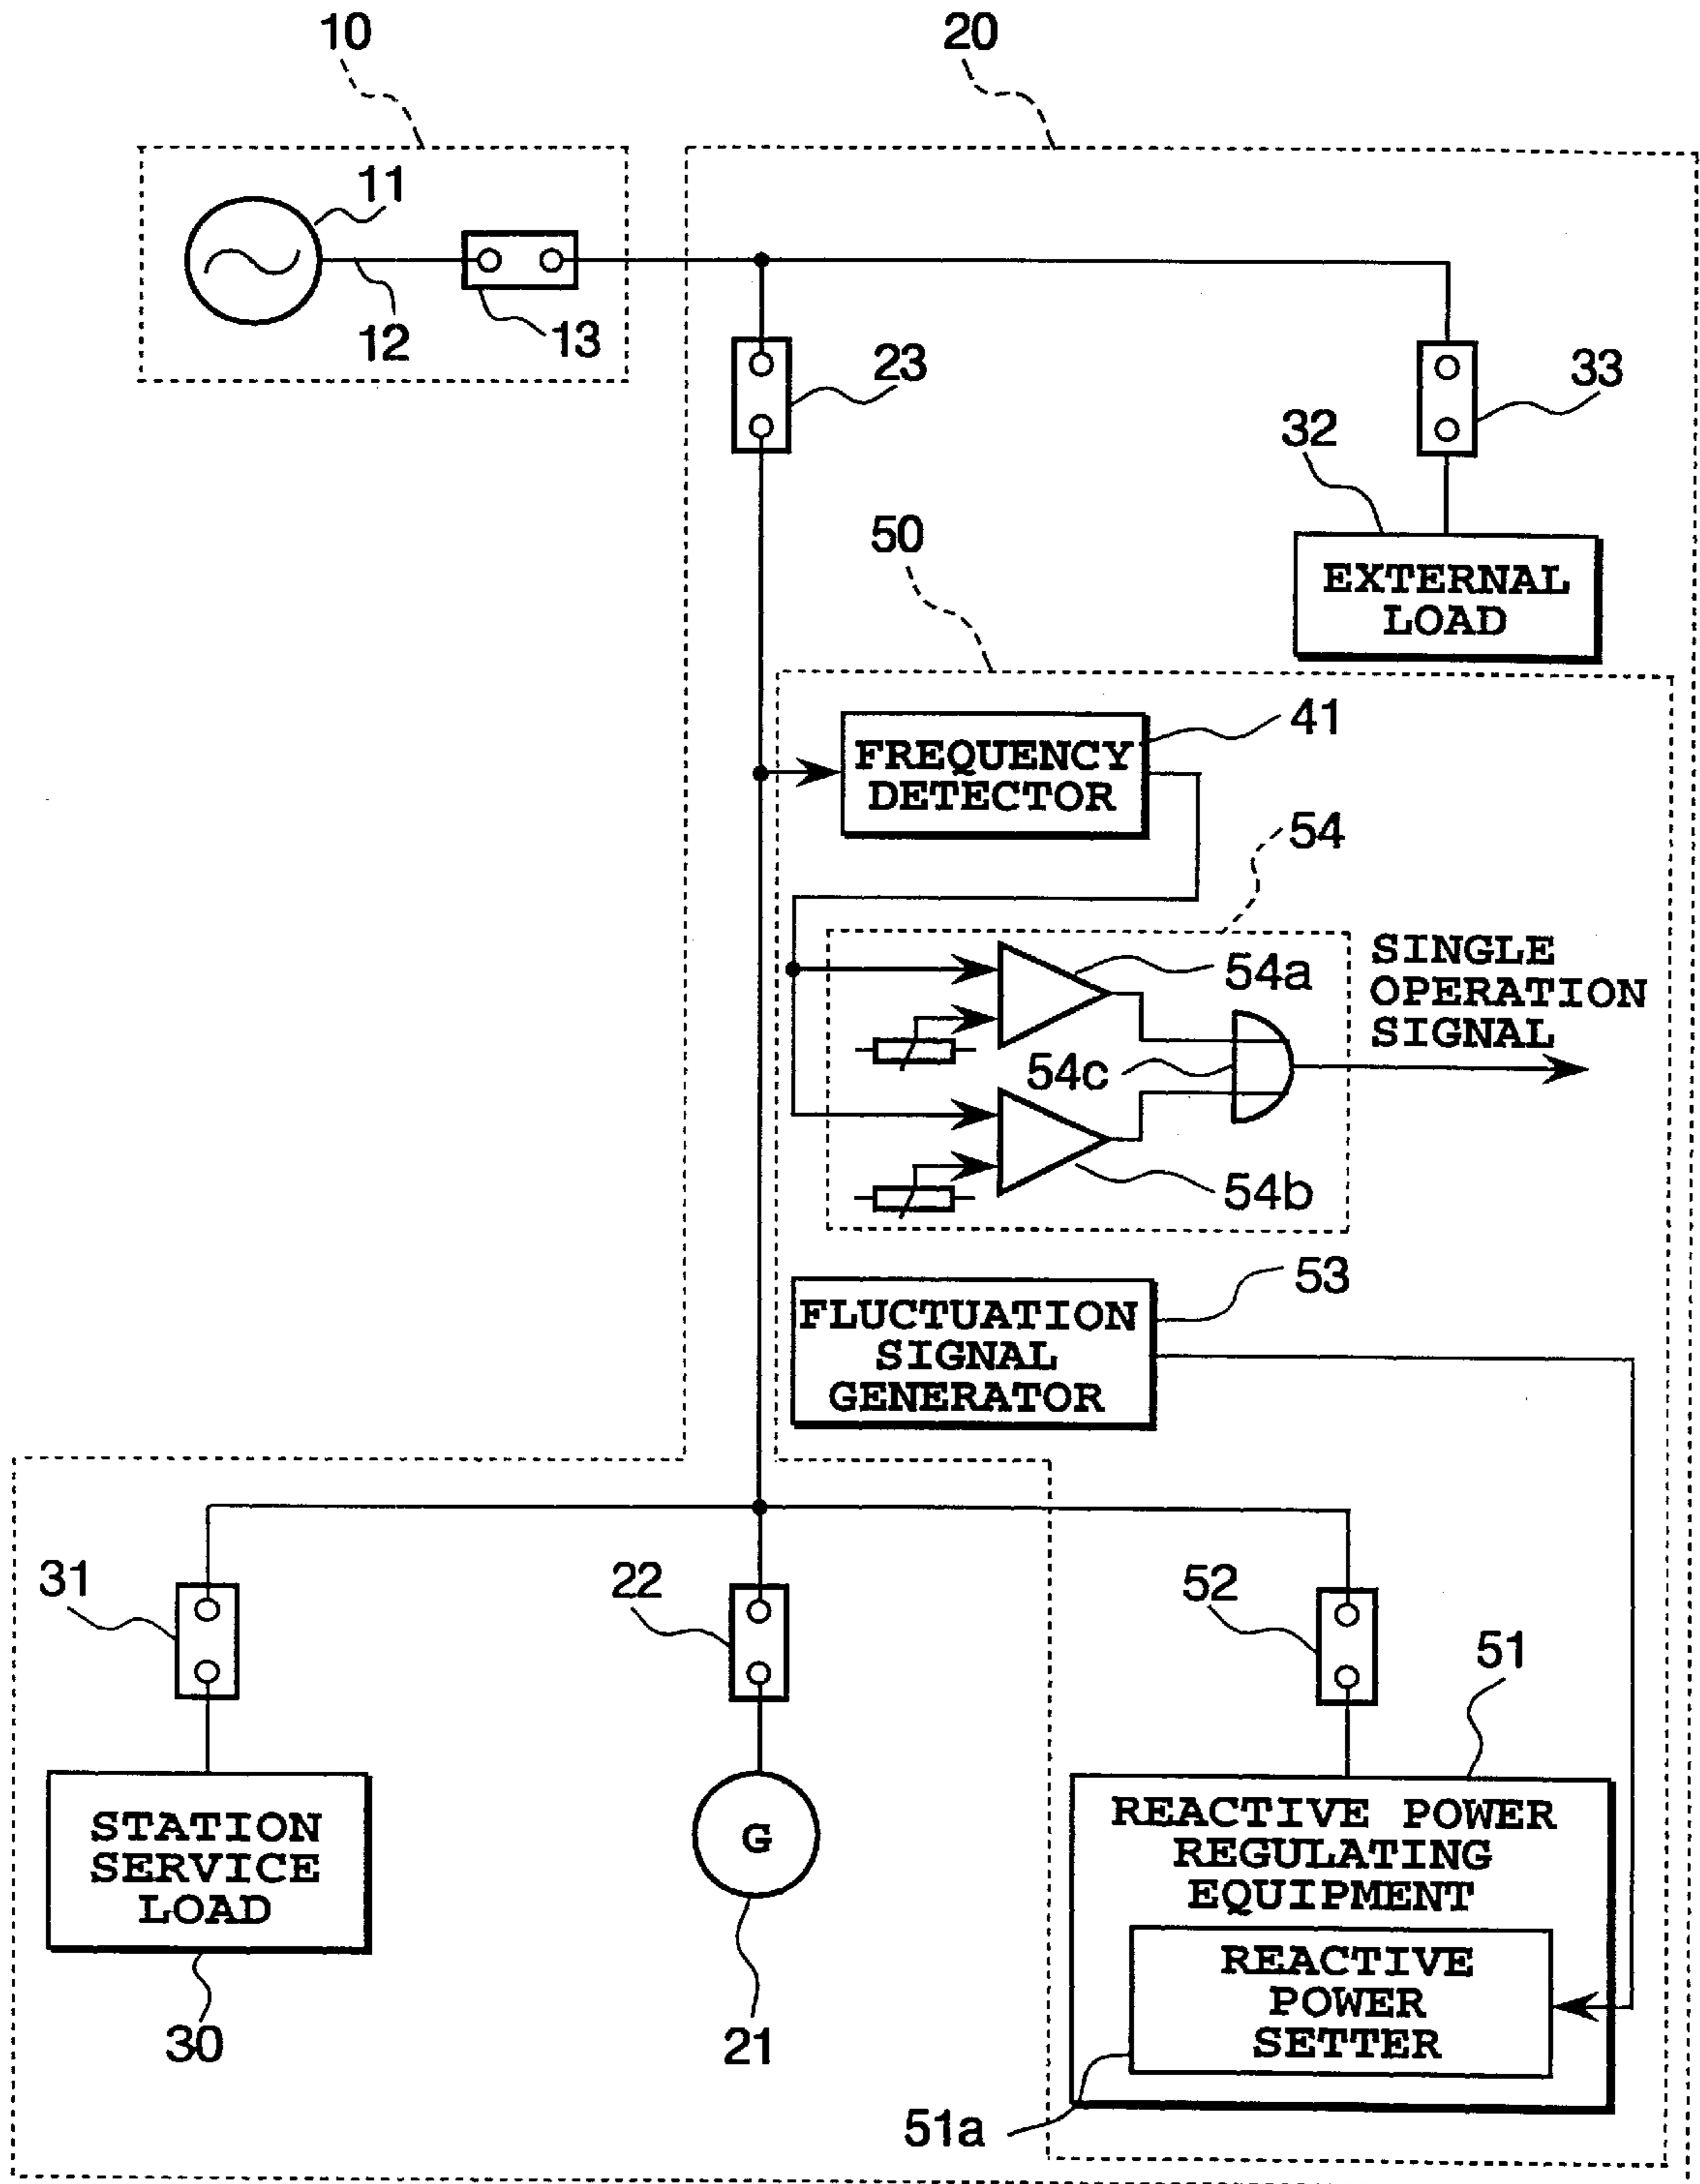 10
20
11
12
13
23
33
32
EXTERNAL
LOAD
50
41
FREQUENCY
DETECTOR
54
54a
SINGLE
OPERATION
SIGNAL
54c
54b
53
FLUCTUATION
SIGNAL
GENERATOR
31
22
52
51
STATION
SERVICE
LOAD
30
G
21
REACTIVE POWER
REGULATING
EQUIPMENT
REACTIVE
POWER
SETTER
51a